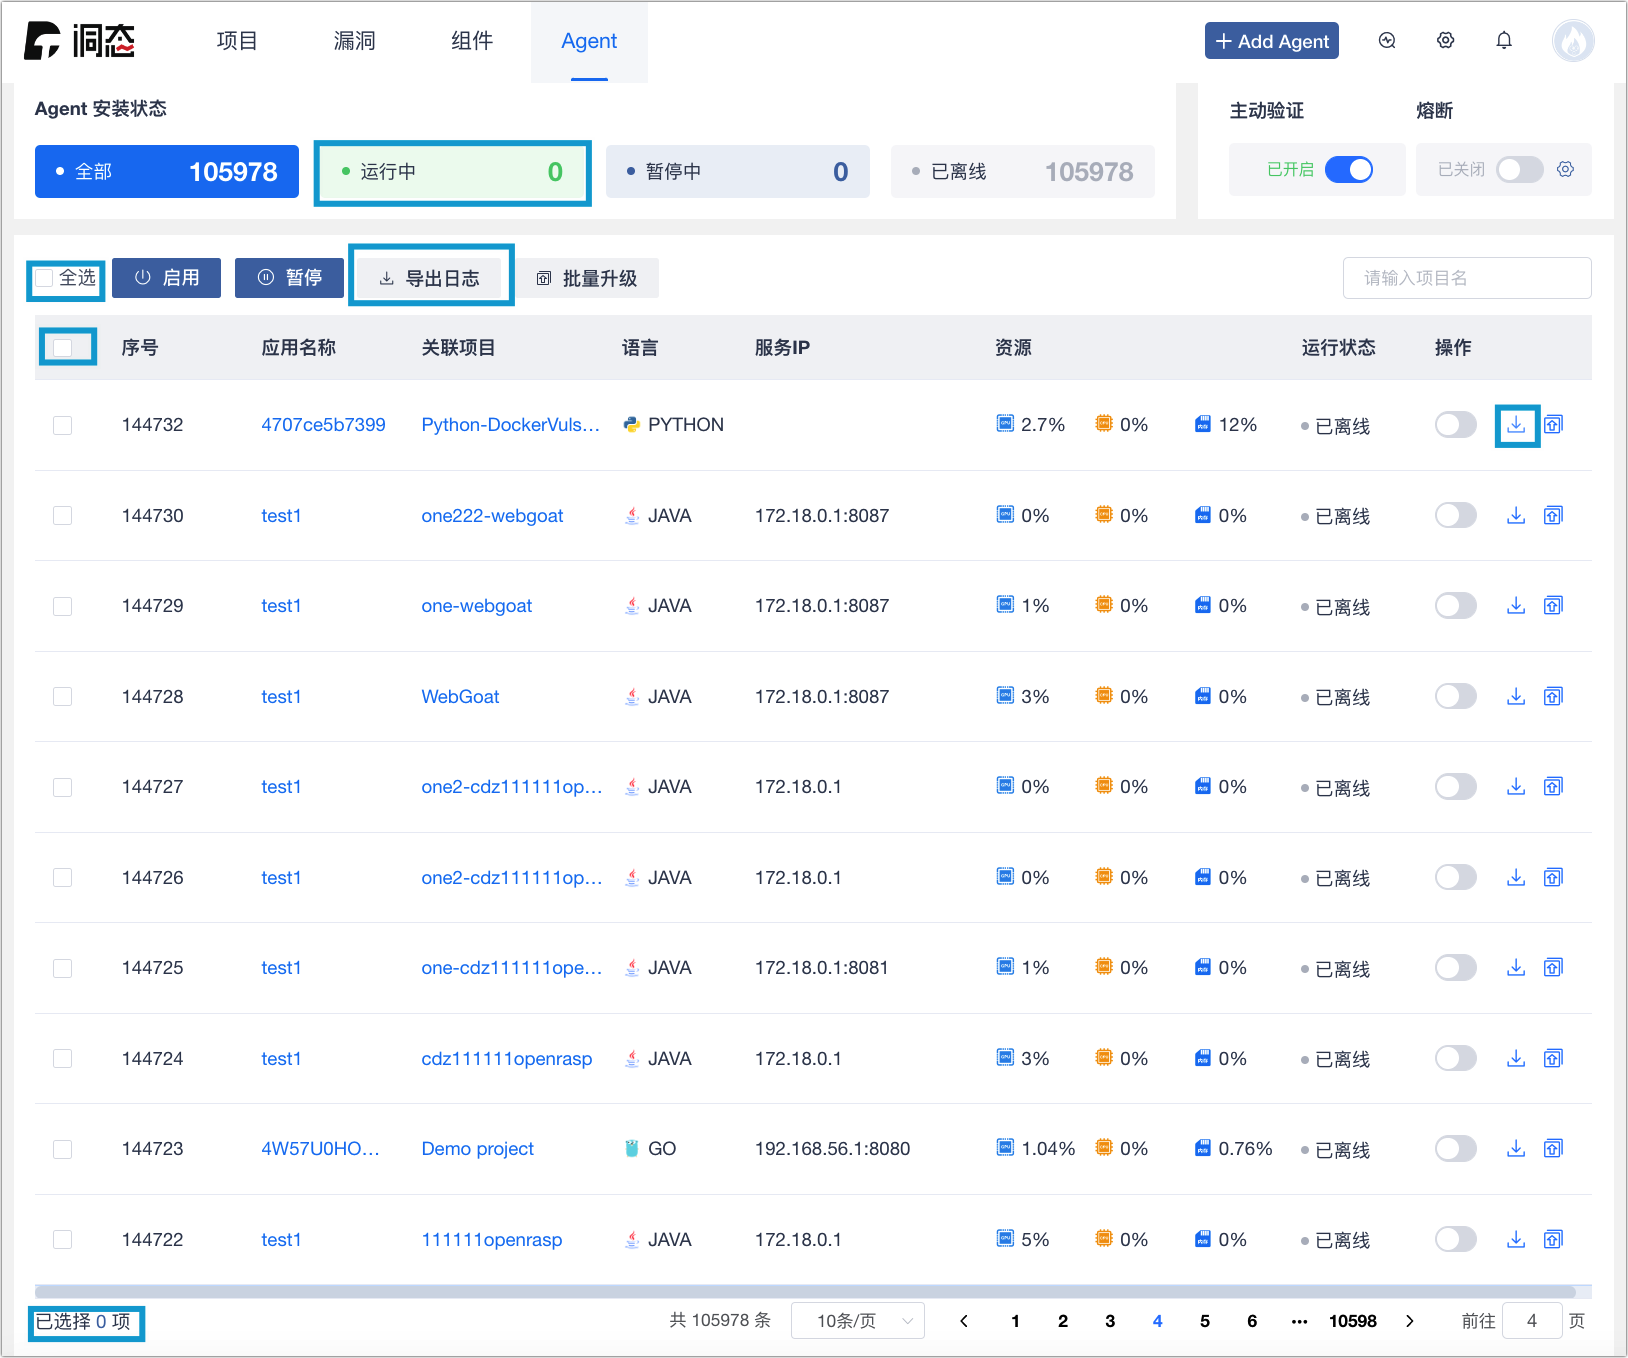 洞态 项目 漏洞 组件 Agent + Add Agent
Agent 安装状态 主动验证 熔断
全部 105978 运行中 0 暂停中 0 已离线 105978 已开启 已关闭
全选 启用 暂停 导出日志 批量升级 请输入项目名
序号 应用名称 关联项目 语言 服务IP 资源 运行状态 操作
144732 4707ce5b7399 Python-DockerVuls... PYTHON 2.7% 0% 12% 已离线
144730 test1 one222-webgoat JAVA 172.18.0.1:8087 0% 0% 0% 已离线
144729 test1 one-webgoat JAVA 172.18.0.1:8087 1% 0% 0% 已离线
144728 test1 WebGoat JAVA 172.18.0.1:8087 3% 0% 0% 已离线
144727 test1 one2-cdz111111op... JAVA 172.18.0.1 0% 0% 0% 已离线
144726 test1 one2-cdz111111op... JAVA 172.18.0.1 0% 0% 0% 已离线
144725 test1 one-cdz111111ope... JAVA 172.18.0.1:8081 1% 0% 0% 已离线
144724 test1 cdz111111openrasp JAVA 172.18.0.1 3% 0% 0% 已离线
144723 4W57U0HO... Demo project GO 192.168.56.1:8080 1.04% 0% 0.76% 已离线
144722 test1 111111openrasp JAVA 172.18.0.1 5% 0% 0% 已离线
已选择 0 项 共 105978 条 10条/页 1 2 3 4 5 6 ... 10598 前往 4 页